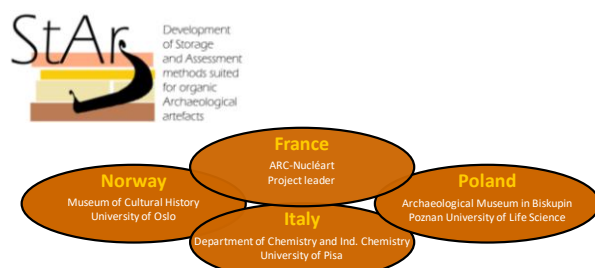 StAr
Development
of Storage
and Assessment
methods suited
for organic
Archaeological
artefacts
France
ARC-Nucléart
Project leader
Norway
Museum of Cultural History
University of Oslo
Poland
Archaeological Museum in Biskupin
Poznan University of Life Science
Italy
Department of Chemistry and Ind. Chemistry
University of Pisa